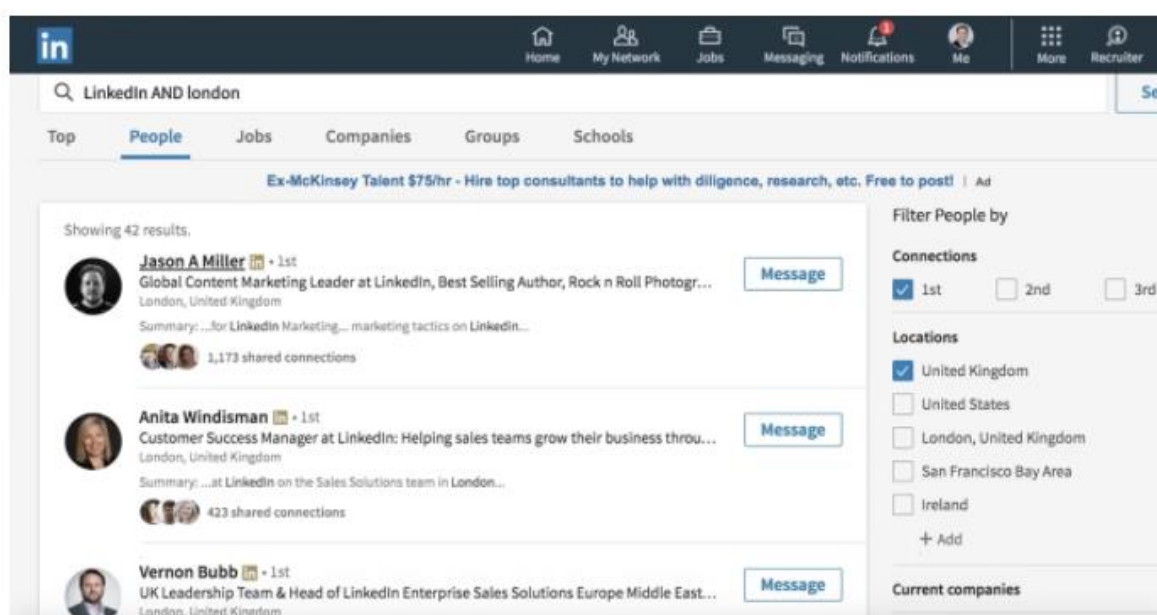 in
Home My Network Jobs Messaging 1 Notifications Me More Recruiter
LinkedIn AND london Se
Top People Jobs Companies Groups Schools
Ex-McKinsey Talent $75/hr - Hire top consultants to help with diligence, research, etc. Free to post! | Ad
Showing 42 results.
Jason A Miller in • 1st
Global Content Marketing Leader at LinkedIn, Best Selling Author, Rock n Roll Photogr...
London, United Kingdom
Summary: ...for LinkedIn Marketing... marketing tactics on Linkedin...
1,173 shared connections
Message
Anita Windisman in • 1st
Customer Success Manager at LinkedIn: Helping sales teams grow their business throu...
London, United Kingdom
Summary: ...at LinkedIn on the Sales Solutions team in London...
423 shared connections
Message
Vernon Bubb in • 1st
UK Leadership Team & Head of LinkedIn Enterprise Sales Solutions Europe Middle East...
London, United Kingdom
Message
Filter People by
Connections
1st 2nd 3rd
Locations
United Kingdom
United States
London, United Kingdom
San Francisco Bay Area
Ireland
+ Add
Current companies